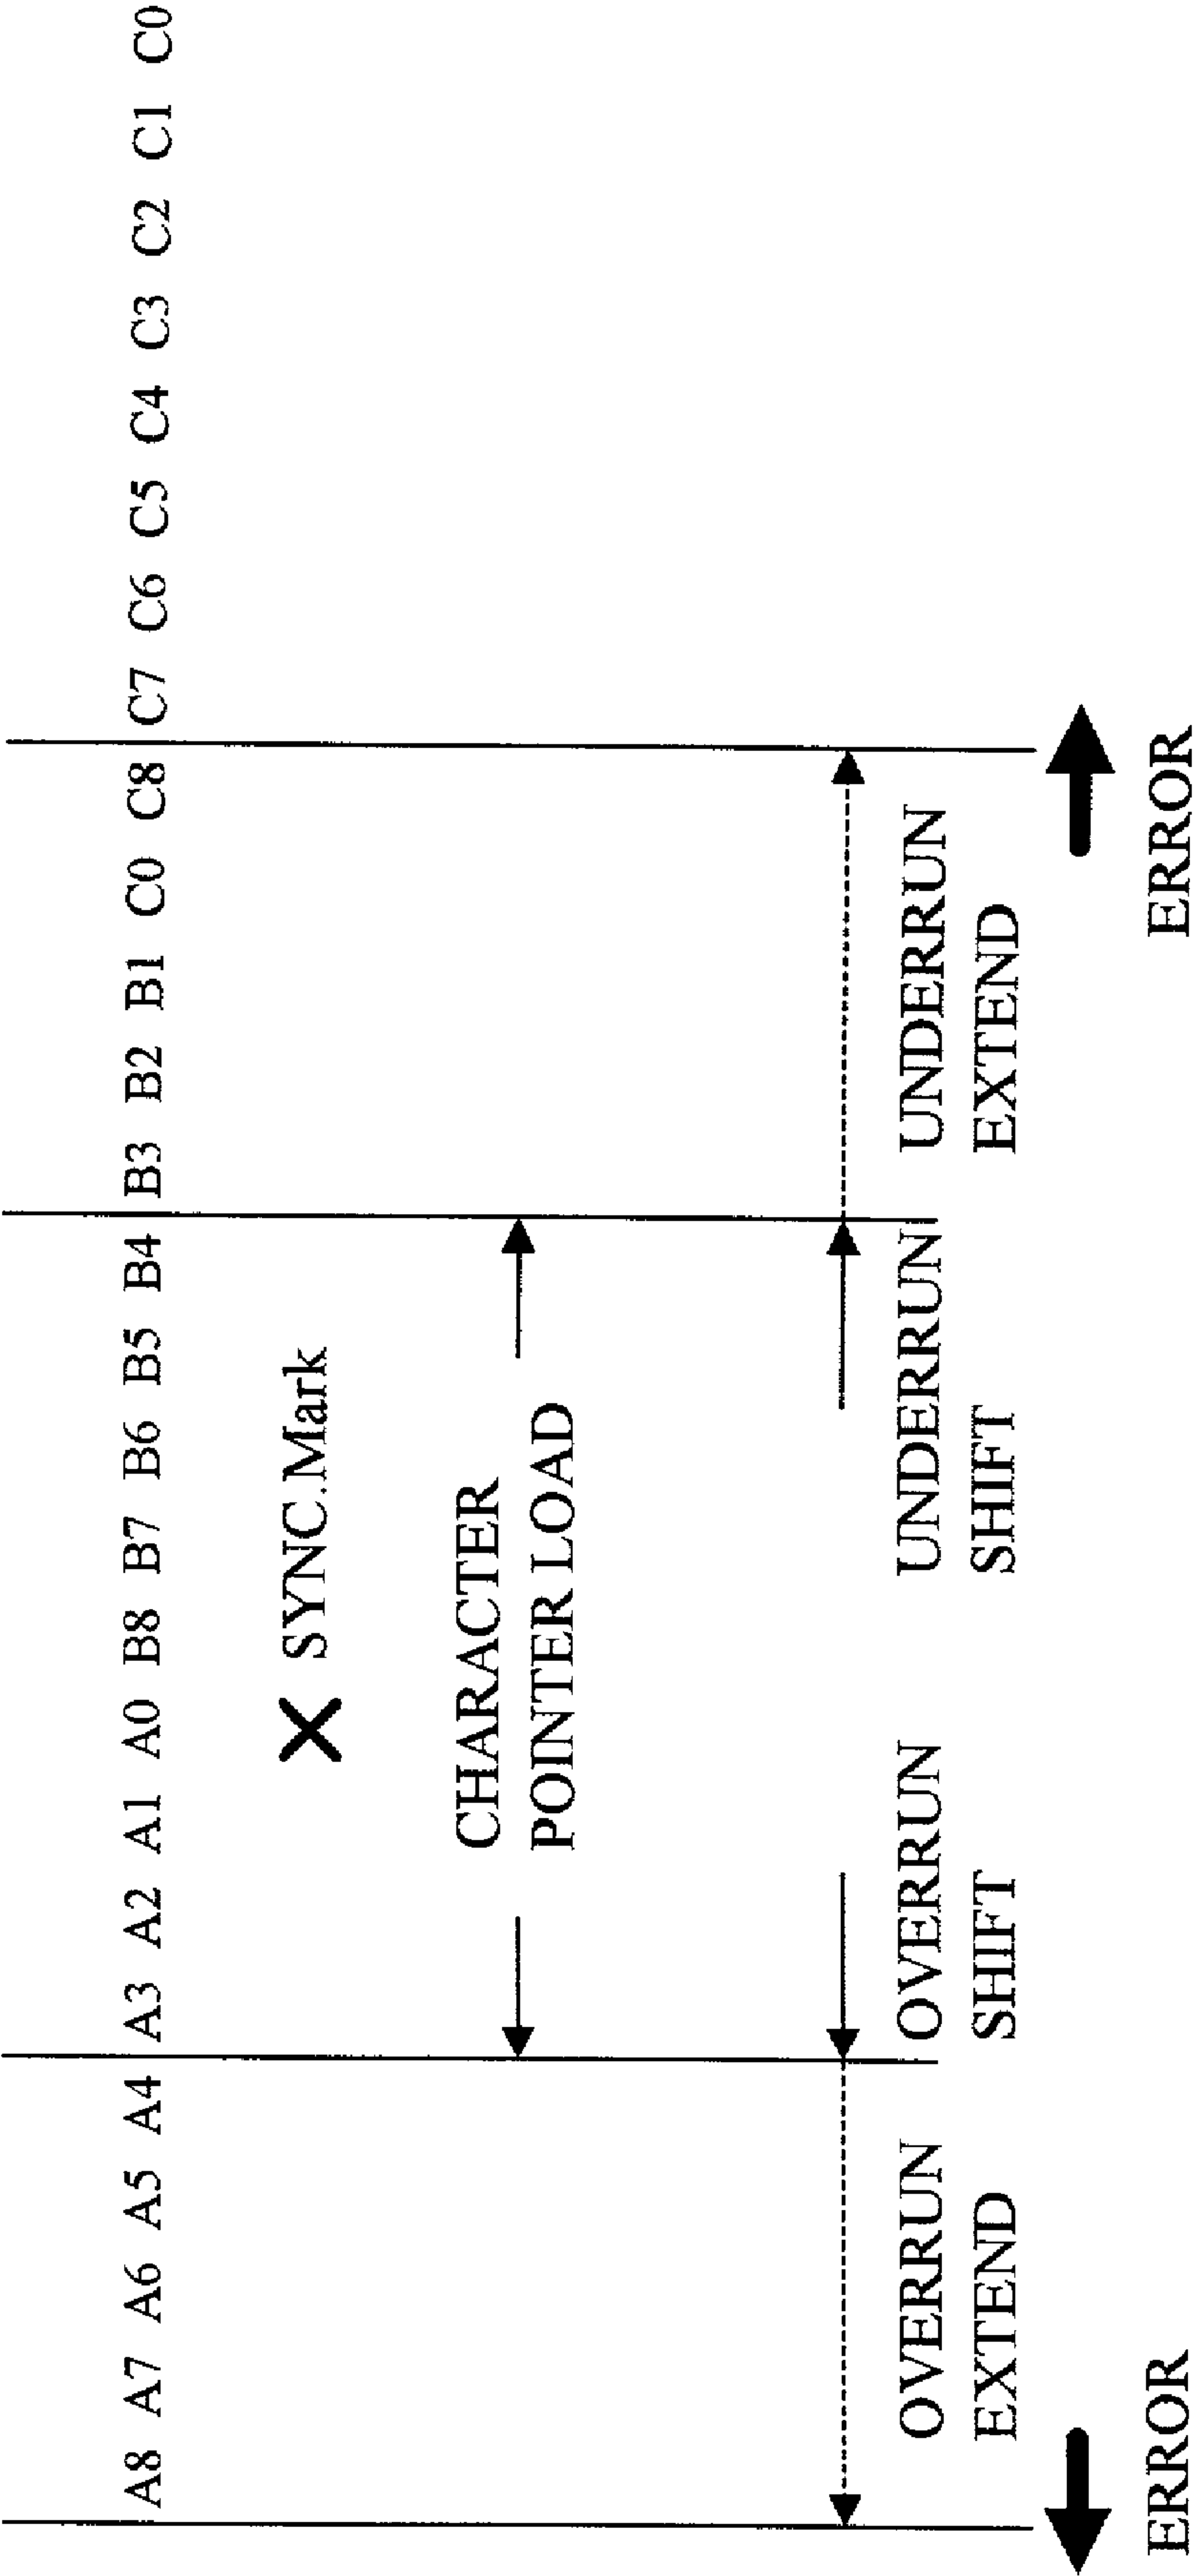 A8 A7 A6 A5 A4 A3 A2 A1 A0 B8 B7 B6 B5 B4 B3 B2 B1 C0 C8 C7 C6 C5 C4 C3 C2 C1 C0
X SYNC.Mark
CHARACTER
POINTER LOAD
OVERRUN
EXTEND
OVERRUN
SHIFT
UNDERRUN
SHIFT
UNDERRUN
EXTEND
ERROR
ERROR